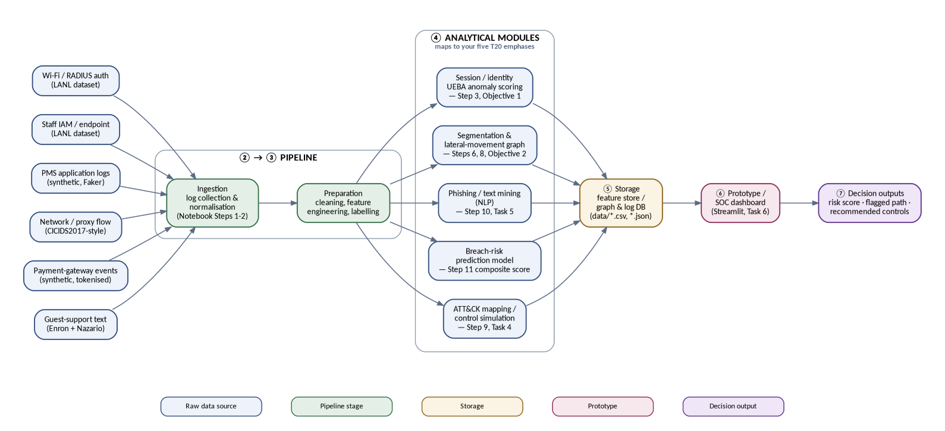 ④ ANALYTICAL MODULES
maps to your five T20 emphases
Wi-Fi / RADIUS auth
(LANL dataset)
Staff IAM / endpoint
(LANL dataset)
PMS application logs
(synthetic, Faker)
Network / proxy flow
(CICIDS2017-style)
Payment-gateway events
(synthetic, tokenised)
Guest-support text
(Enron + Nazario)
② → ③ PIPELINE
Ingestion
log collection &
normalisation
(Notebook Steps 1-2)
Preparation
cleaning, feature
engineering, labelling
Session / identity
UEBA anomaly scoring
— Step 3, Objective 1
Segmentation &
lateral-movement graph
— Steps 6, 8, Objective 2
Phishing / text mining
(NLP)
— Step 10, Task 5
Breach-risk
prediction model
— Step 11 composite score
ATT&CK mapping /
control simulation
— Step 9, Task 4
⑤ Storage
feature store /
graph & log DB
(data/*.csv, *.json)
⑥ Prototype /
SOC dashboard
(Streamlit, Task 6)
⑦ Decision outputs
risk score · flagged path ·
recommended controls
Raw data source
Pipeline stage
Storage
Prototype
Decision output